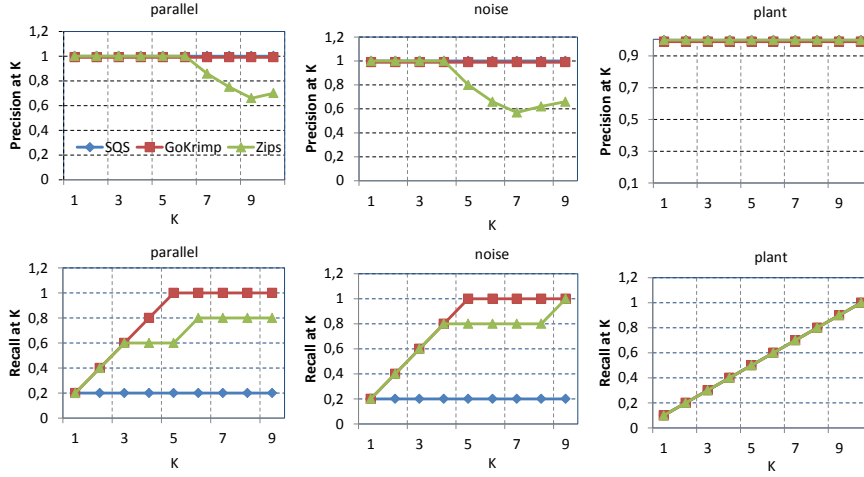 parallel
1,2
1
0,8
0,6
0,4
0,2
0
Precision at K
SQS GoKrimp Zips
1 3 5 7 9
K
noise
1,2
1
0,8
0,6
0,4
0,2
0
Precision at K
1 3 5 7 9
K
plant
0,9
0,7
0,5
0,3
0,1
Precision at K
1 3 5 7 9
K
parallel
1,2
1
0,8
0,6
0,4
0,2
0
Recall at K
1 3 5 7 9
K
noise
1,2
1
0,8
0,6
0,4
0,2
0
Recall at K
1 3 5 7 9
K
plant
1,2
1
0,8
0,6
0,4
0,2
0
Recall at K
1 3 5 7 9
K